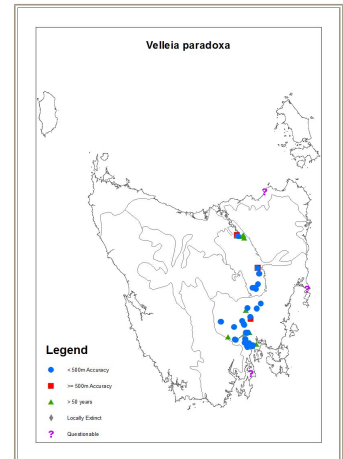 Velleia paradoxa
Legend
< 500m Accuracy
>= 500m Accuracy
> 50 years
Locally Extinct
? Questionable
?
?
?